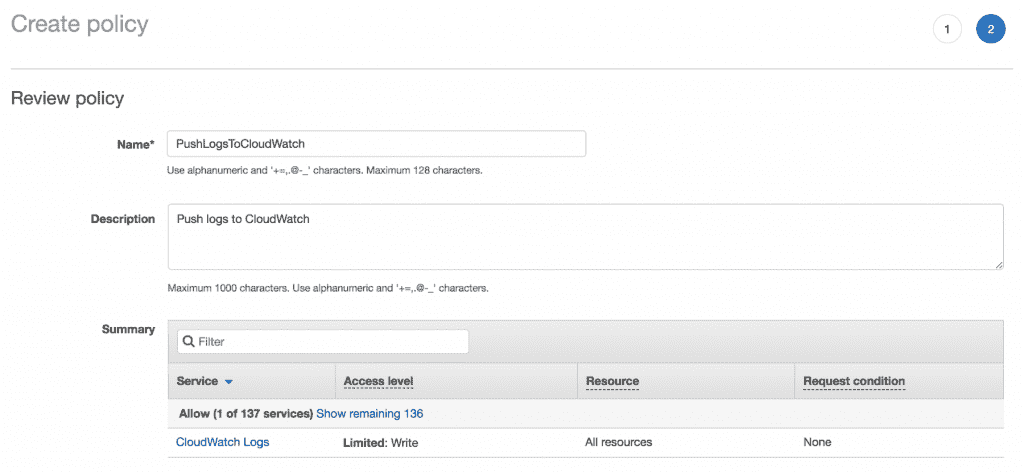 Create policy
1
2
Review policy
Name*
PushLogsToCloudWatch
Use alphanumeric and '+=,.@-_' characters. Maximum 128 characters.
Description
Push logs to CloudWatch
Maximum 1000 characters. Use alphanumeric and '+=,.@-_' characters.
Summary
Filter
Service Access level Resource Request condition
Allow (1 of 137 services) Show remaining 136
CloudWatch Logs Limited: Write All resources None